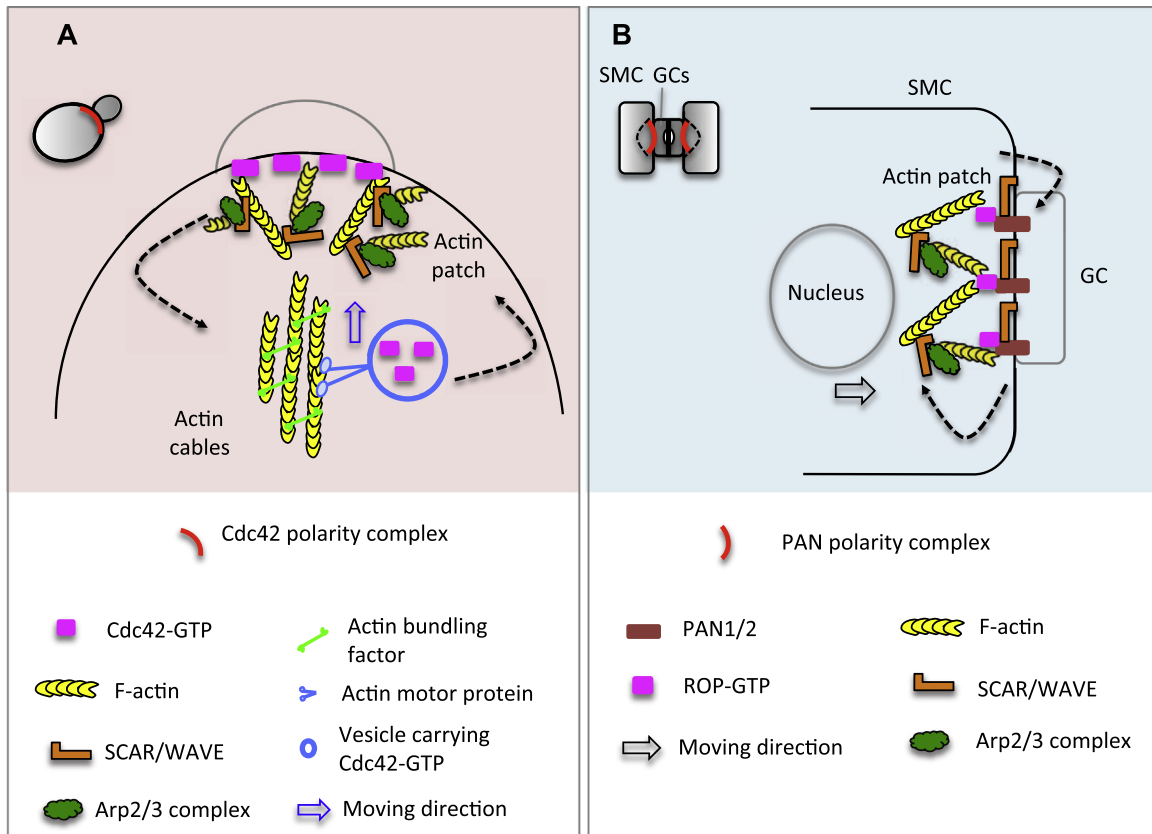 A
Actin
patch
Actin
cables
Cdc42 polarity complex
Cdc42-GTP
F-actin
SCAR/WAVE
Arp2/3 complex
Actin bundling
factor
Actin motor protein
Vesicle carrying
Cdc42-GTP
Moving direction
B
SMC GCs
SMC
Actin patch
Nucleus
GC
PAN polarity complex
PAN1/2
ROP-GTP
Moving direction
F-actin
SCAR/WAVE
Arp2/3 complex